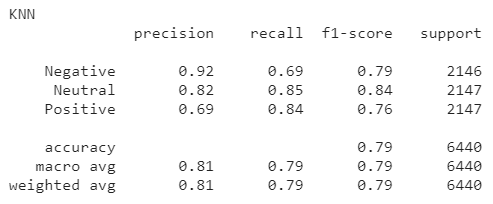 KNN
precision recall f1-score support
Negative 0.92 0.69 0.79 2146
Neutral 0.82 0.85 0.84 2147
Positive 0.69 0.84 0.76 2147
accuracy 0.79 6440
macro avg 0.81 0.79 0.79 6440
weighted avg 0.81 0.79 0.79 6440